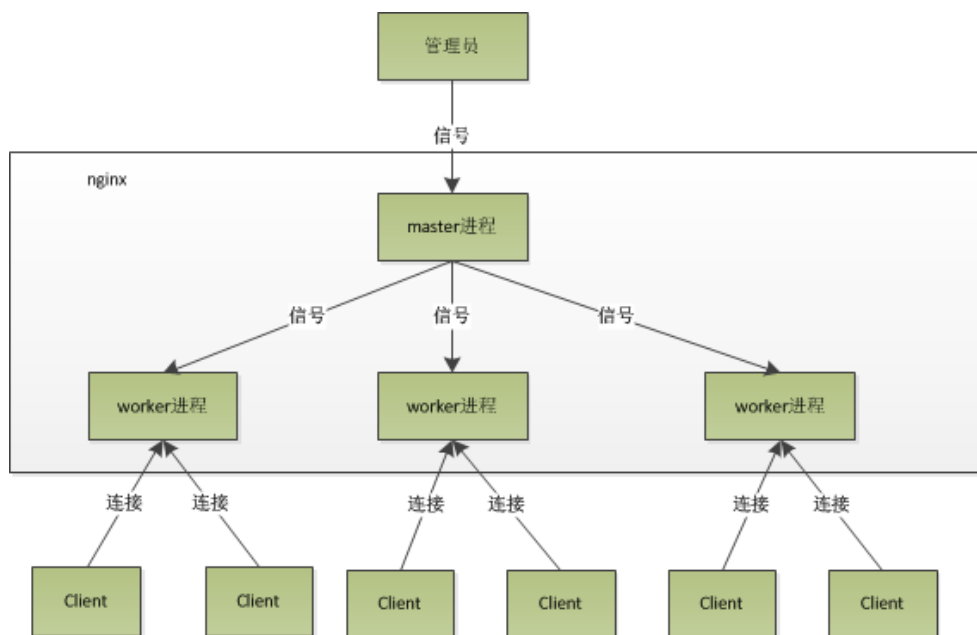 管理员
信号
nginx
master进程
信号
信号
信号
worker进程
worker进程
worker进程
连接
连接
连接
连接
连接
连接
Client
Client
Client
Client
Client
Client